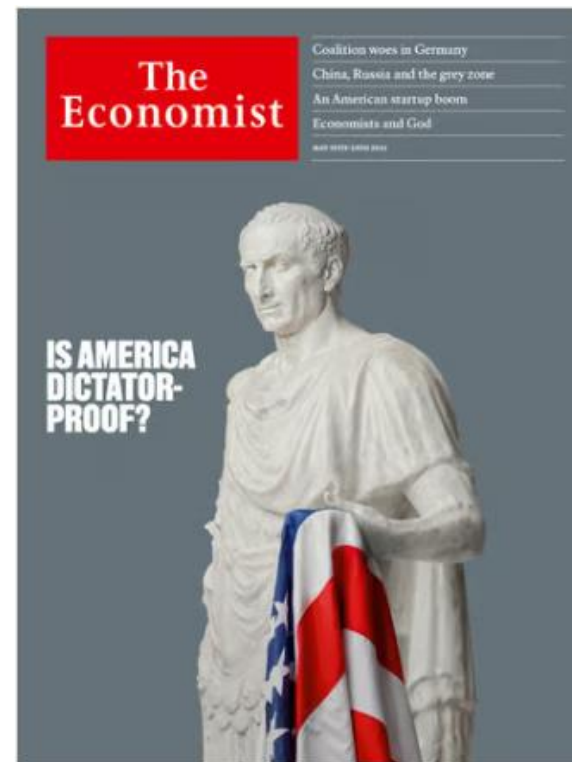 The
Economist
Coalition woes in Germany
China, Russia and the grey zone
An American startup boom
Economists and God
IS AMERICA
DICTATOR-
PROOF?